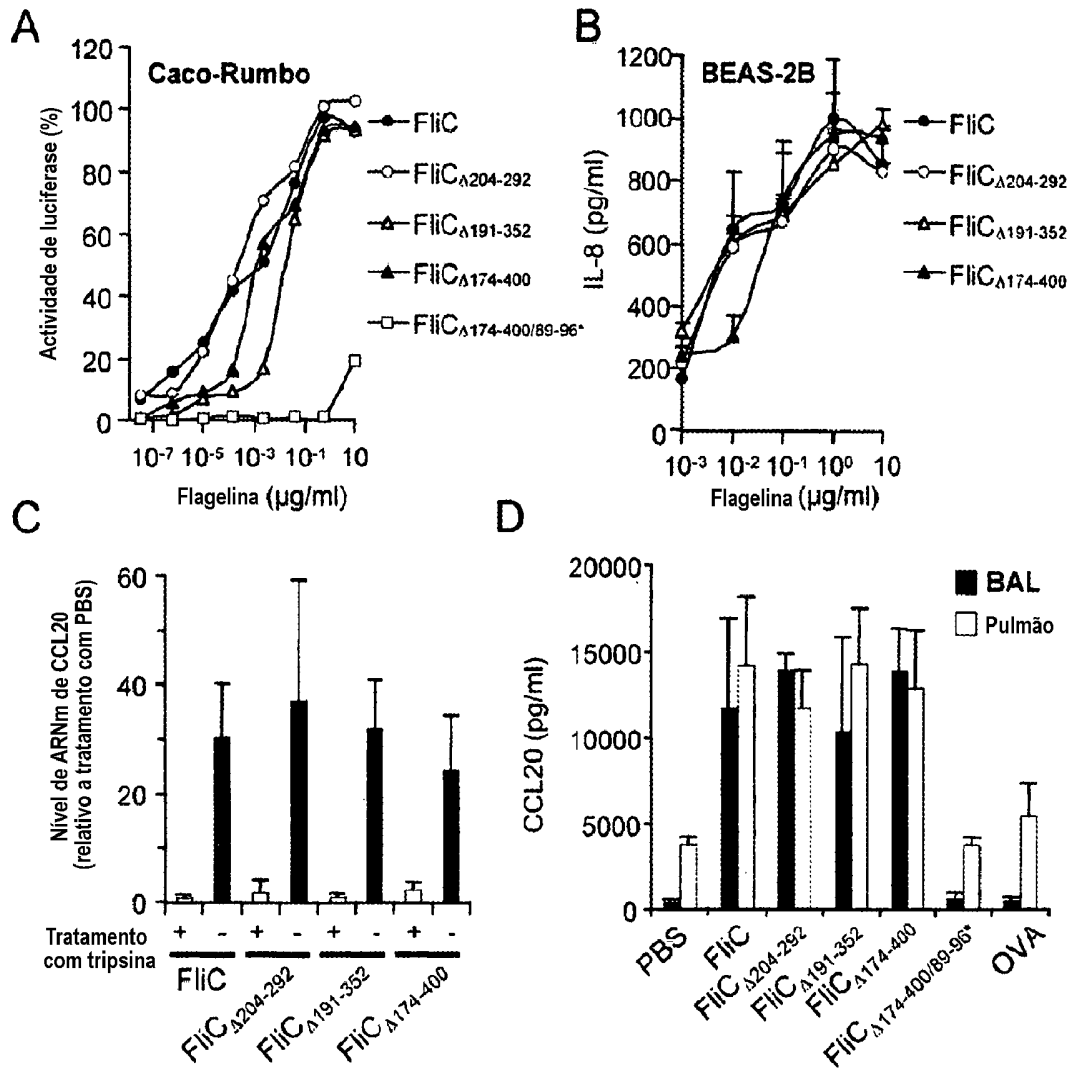 A
Caco-Rumbo
Actividade de luciferase (%)
120
100
80
60
40
20
0
10⁻⁷ 10⁻⁵ 10⁻³ 10⁻¹ 10
Flagelina (µg/ml)
FliC
FliCΔ204-292
FliCΔ191-352
FliCΔ174-400
FliCΔ174-400/89-96*
B
BEAS-2B
IL-8 (pg/ml)
1200
1000
800
600
400
200
0
10⁻³ 10⁻² 10⁻¹ 10⁰ 10
Flagelina (µg/ml)
FliC
FliCΔ204-292
FliCΔ191-352
FliCΔ174-400
C
Nível de ARNm de CCL20
(relativo a tratamento com PBS)
60
40
20
0
Tratamento
com tripsina
+ - + - + - + -
FliC
FliCΔ204-292
FliCΔ191-352
FliCΔ174-400
D
CCL20 (pg/ml)
20000
15000
10000
5000
0
BAL
Pulmão
PBS
FliC
FliCΔ204-292
FliCΔ191-352
FliCΔ174-400
FliCΔ174-400/89-96*
OVA